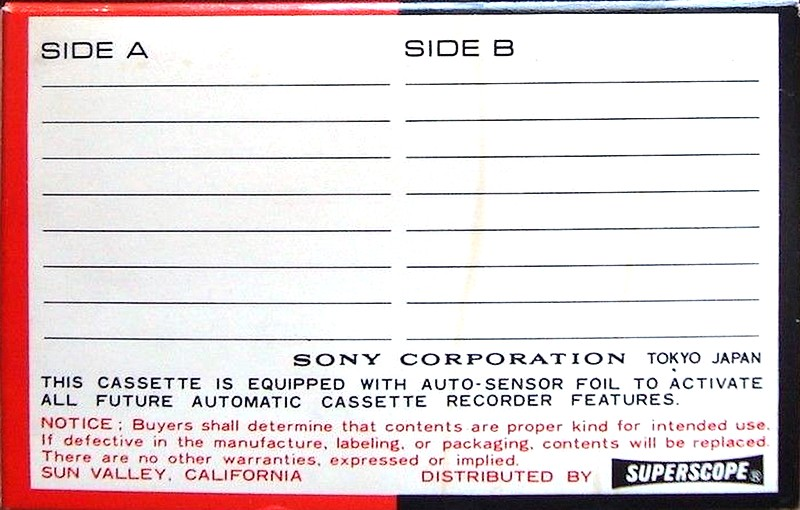 SIDE A SIDE B
SONY CORPORATION TOKYO JAPAN
THIS CASSETTE IS EQUIPPED WITH AUTO-SENSOR FOIL TO ACTIVATE
ALL FUTURE AUTOMATIC CASSETTE RECORDER FEATURES.
NOTICE; Buyers shall determine that contents are proper kind for intended use.
If defective in the manufacture, labeling, or packaging, contents will be replaced.
There are no other warranties, expressed or implied.
SUN VALLEY, CALIFORNIA DISTRIBUTED BY SUPERSCOPE®